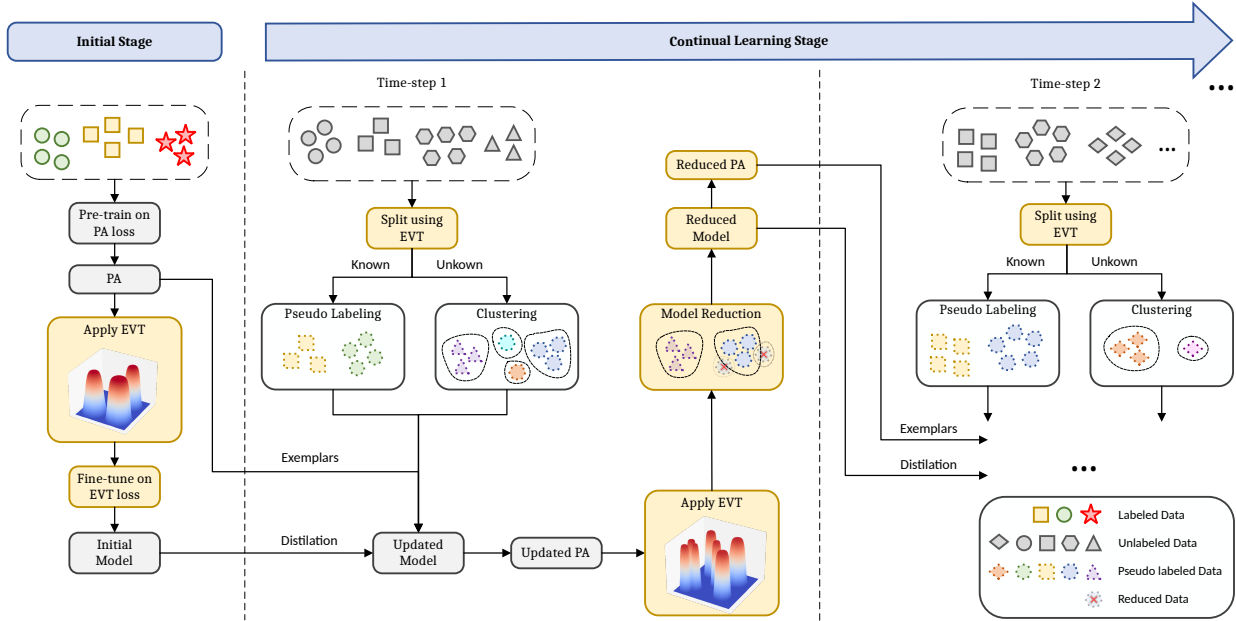 Initial Stage
Continual Learning Stage
Time-step 1
Time-step 2
...
...
Pre-train on
PA loss
PA
Apply EVT
Fine-tune on
EVT loss
Initial
Model
Split using
EVT
Known
Unkown
Pseudo Labeling
Clustering
Exemplars
Distilation
Updated
Model
Updated PA
Apply EVT
Model Reduction
Reduced
Model
Reduced PA
Split using
EVT
Known
Unkown
Pseudo Labeling
Clustering
Exemplars
Distilation
...
Labeled Data
Unlabeled Data
Pseudo labeled Data
Reduced Data